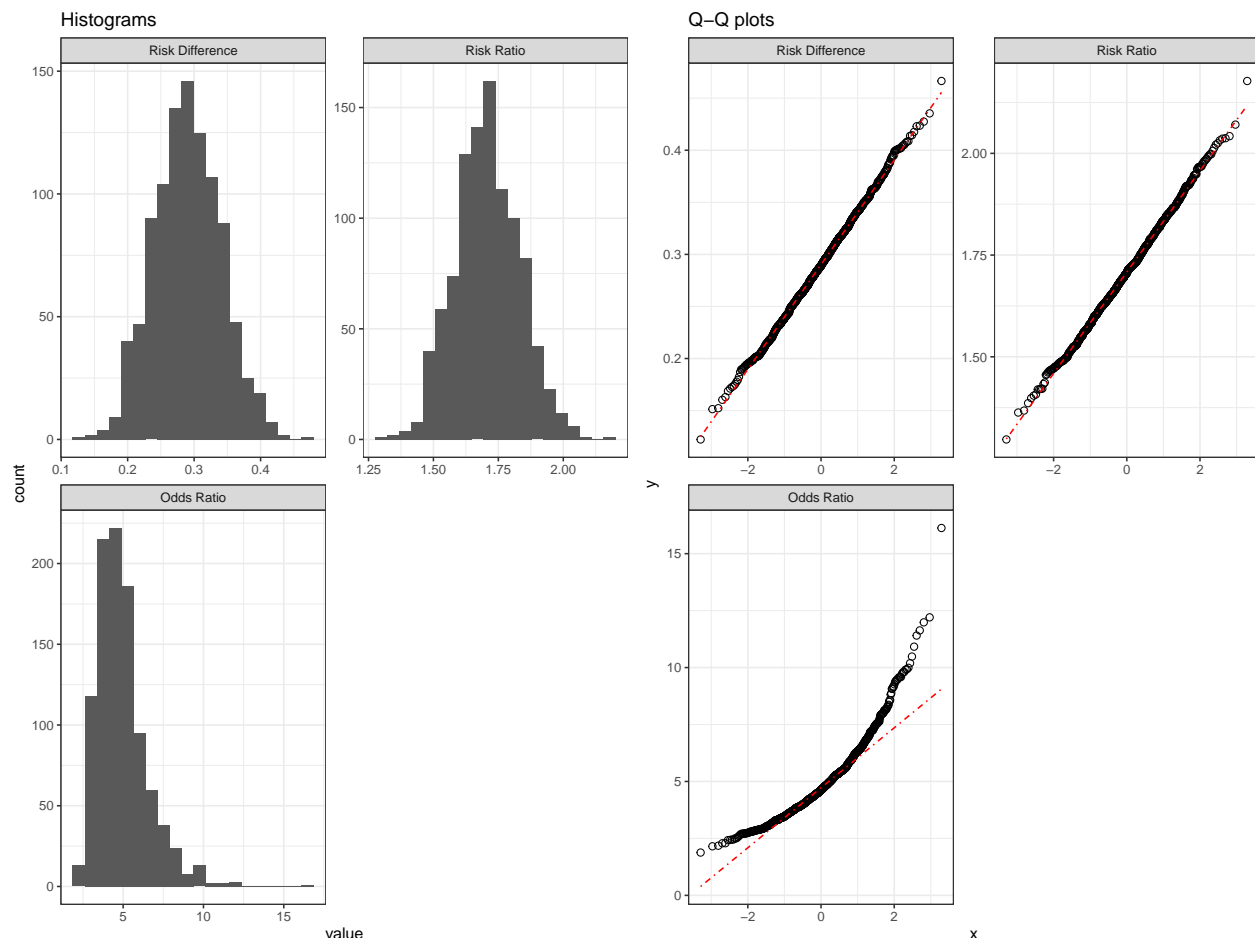 Histograms
Risk Difference
Risk Ratio
150
100
50
0
0.1 0.2 0.3 0.4
150
100
50
0
1.25 1.50 1.75 2.00
Odds Ratio
200
150
100
50
0
5 10 15
count
value
Q−Q plots
Risk Difference
Risk Ratio
0.4
0.3
0.2
−2 0 2
2.00
1.75
1.50
−2 0 2
Odds Ratio
15
10
5
0
−2 0 2
y
x